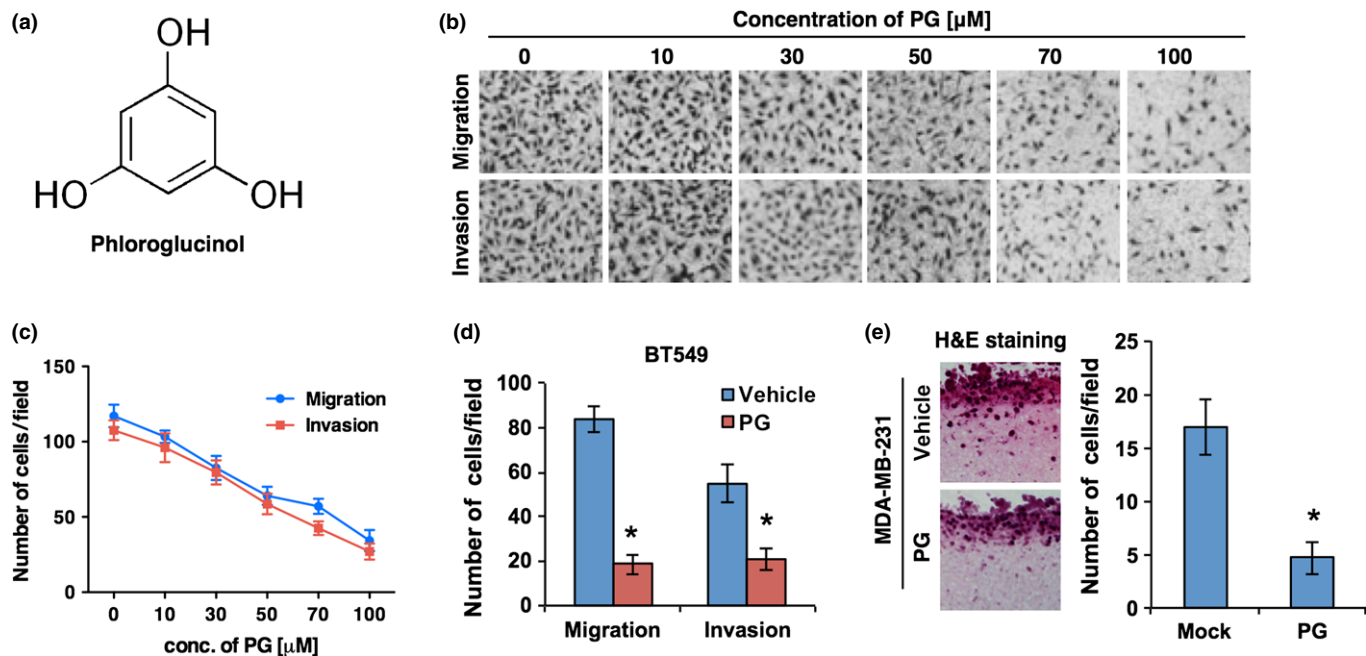 (a)
OH
HO
OH
Phloroglucinol
(b)
Concentration of PG [µM]
0 10 30 50 70 100
Migration
Invasion
(c)
Number of cells/field
150
100
50
0
Migration
Invasion
0 10 30 50 70 100
conc. of PG [µM]
(d)
BT549
Number of cells/field
100
80
60
40
20
0
Vehicle
PG
*
*
Migration Invasion
(e)
H&E staining
MDA-MB-231
Vehicle
PG
Number of cells/field
25
20
15
10
5
0
*
Mock PG